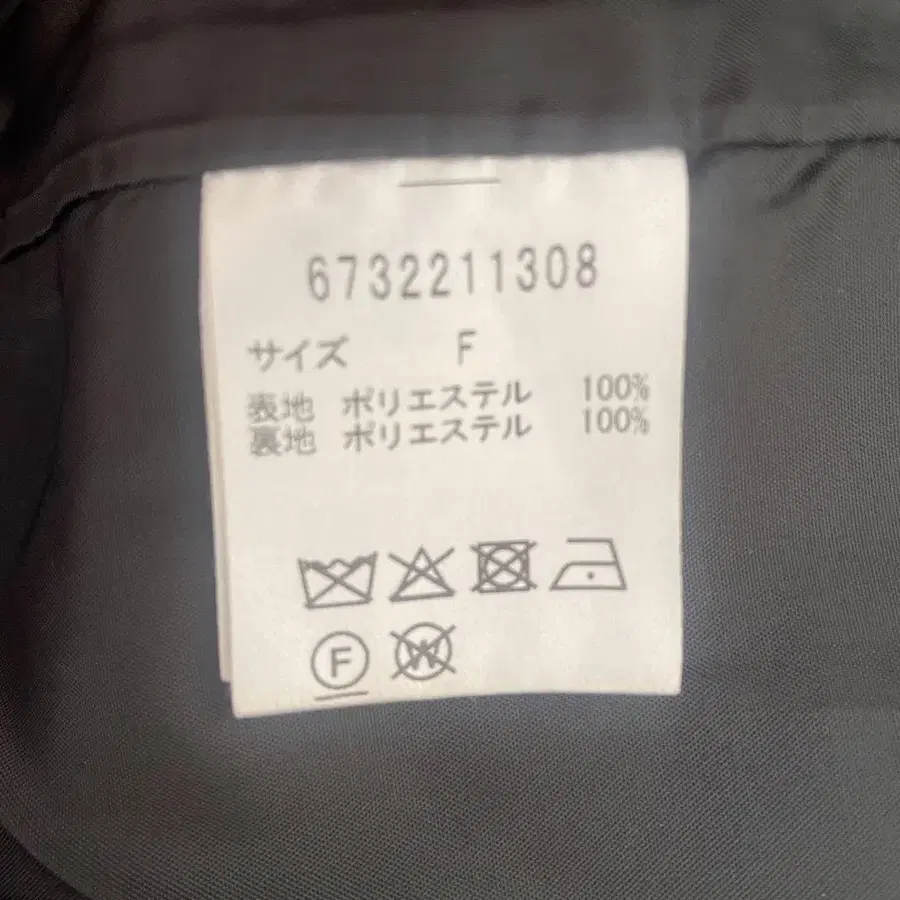 6732211308
サイズ F
表地 ポリエステル 100%
裏地 ポリエステル 100%
F W